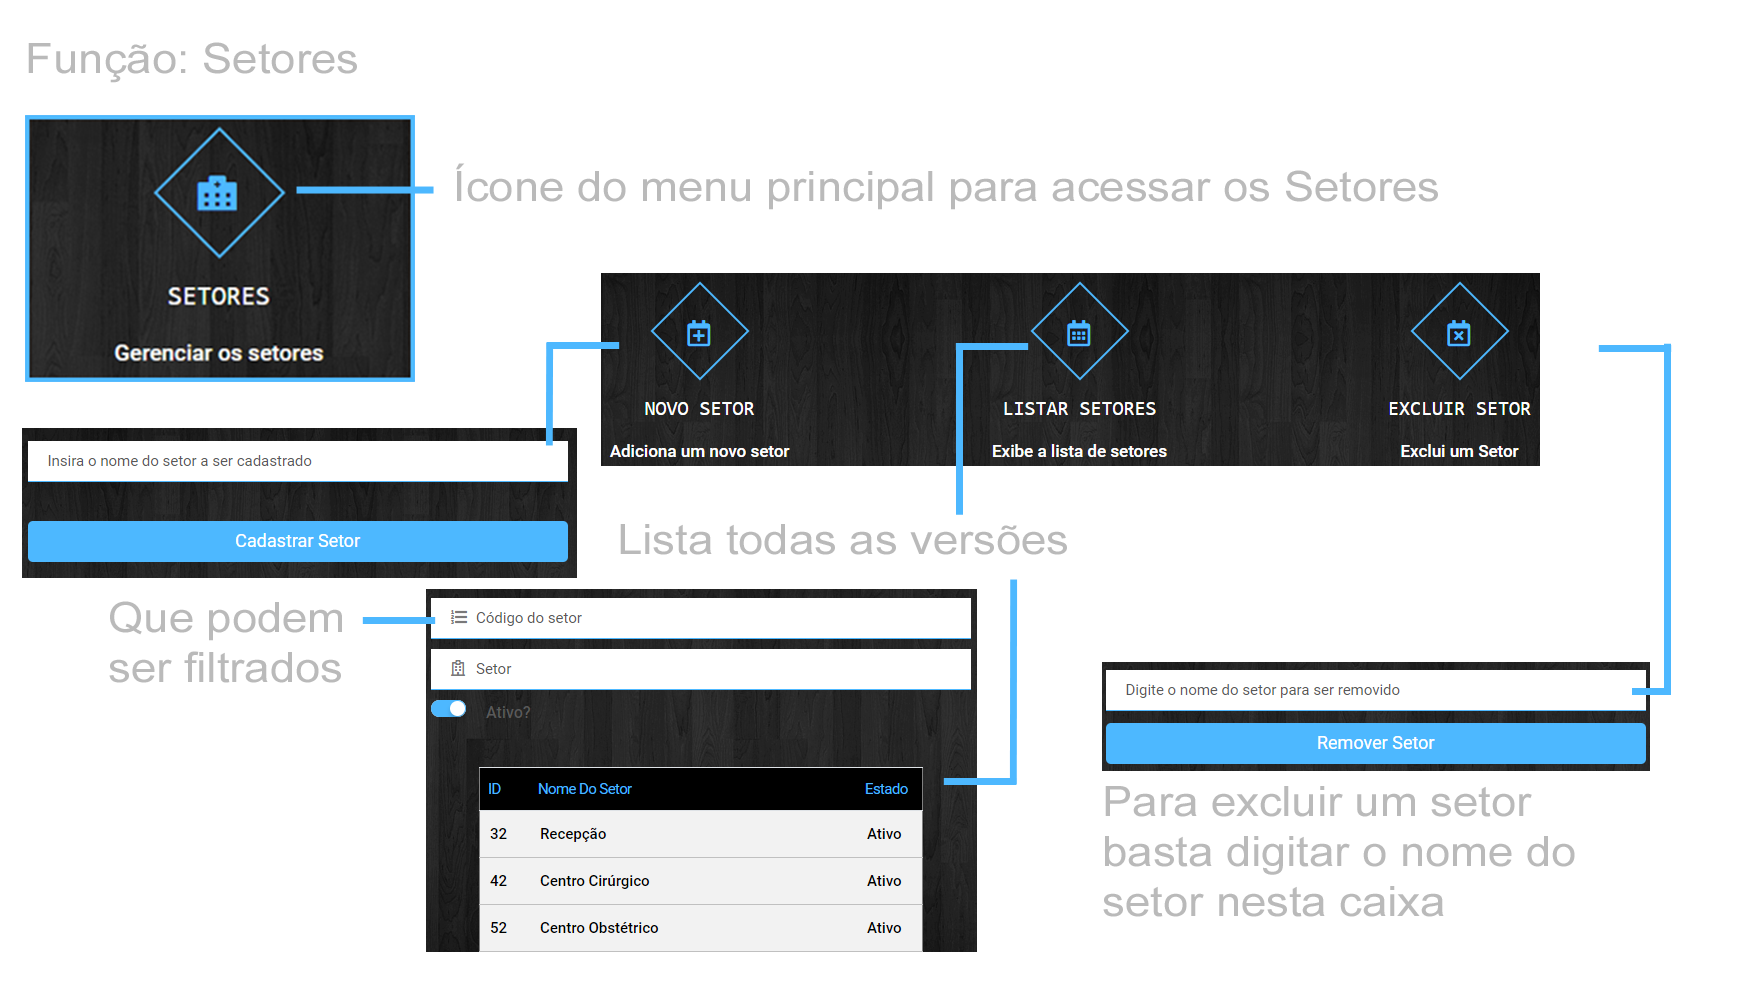 Função: Setores
Ícone do menu principal para acessar os Setores
SETORES
Gerenciar os setores
NOVO SETOR
Adiciona um novo setor
LISTAR SETORES
Exibe a lista de setores
EXCLUIR SETOR
Exclui um Setor
Insira o nome do setor a ser cadastrado
Cadastrar Setor
Lista todas as versões
Que podem
ser filtrados
Código do setor
Setor
Ativo?
ID Nome Do Setor Estado
32 Recepção Ativo
42 Centro Cirúrgico Ativo
52 Centro Obstétrico Ativo
Digite o nome do setor para ser removido
Remover Setor
Para excluir um setor
basta digitar o nome do
setor nesta caixa